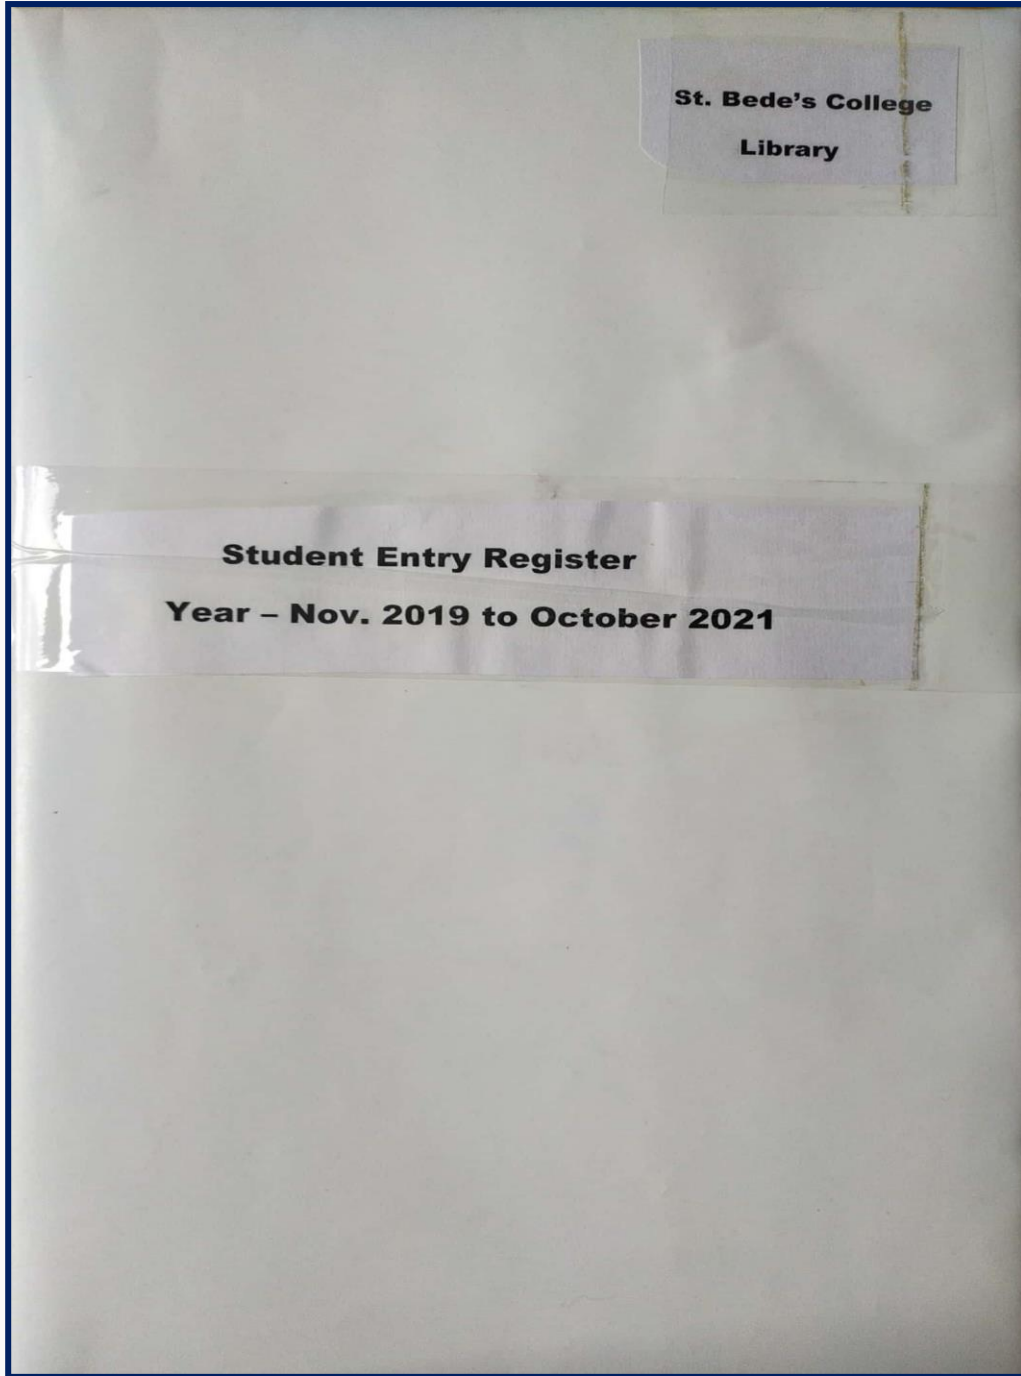 St. Bede's College
Library
Student Entry Register
Year – Nov. 2019 to October 2021